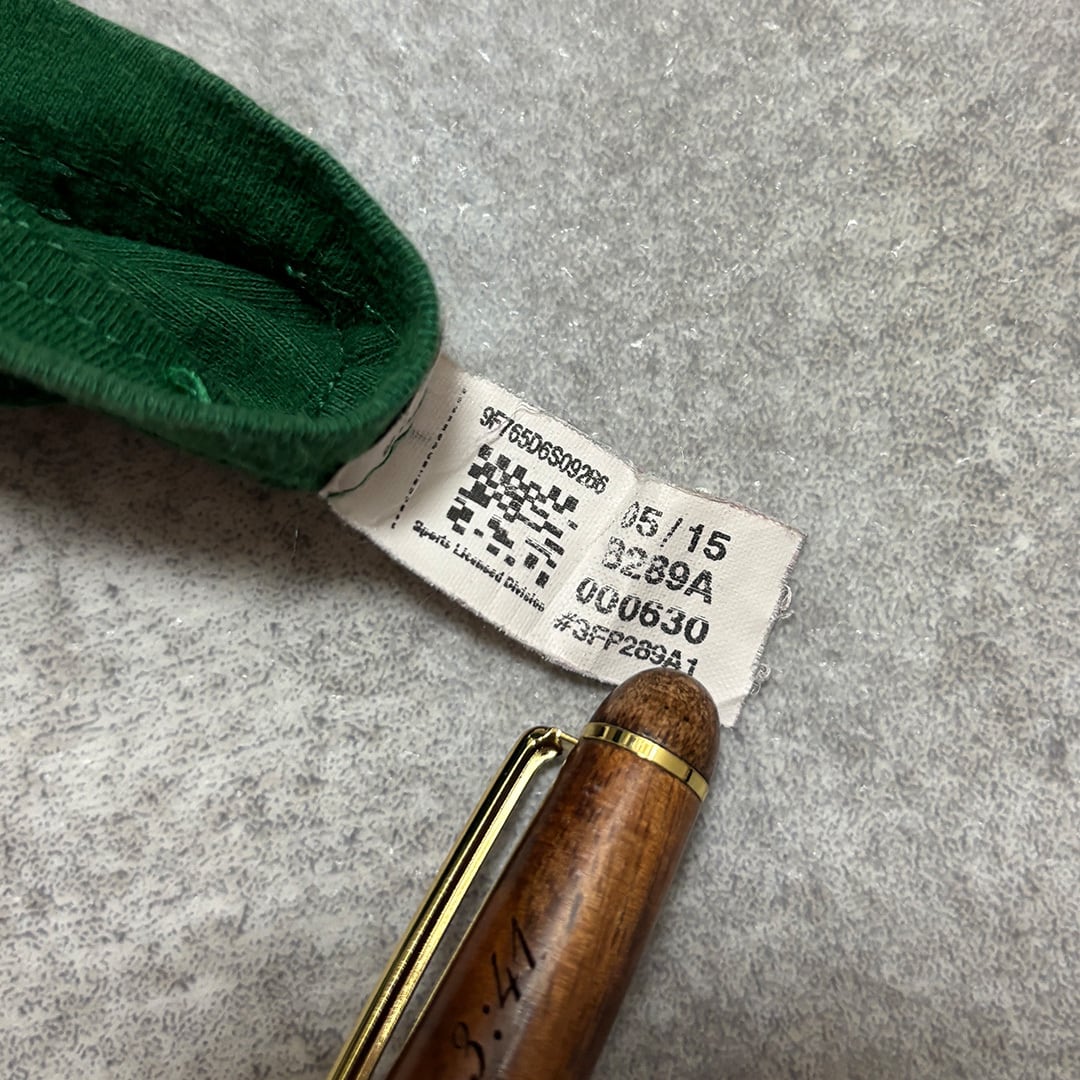 9F765D6S09266
Sports Licensed Division
05/15
B289A
000630
#3FP289A1
3:41